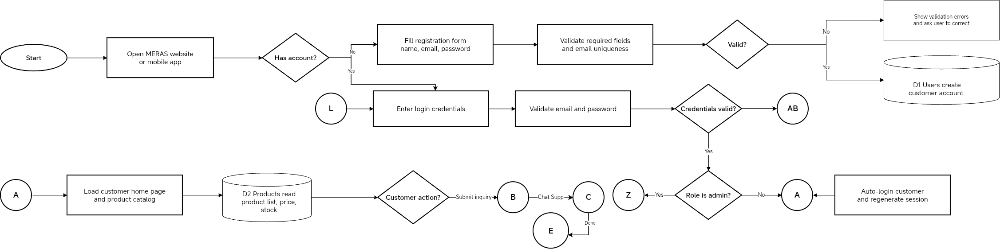 Start
Open MERAS website
or mobile app
Has account?
No
Yes
Fill registration form
name, email, password
Validate required fields
and email uniqueness
Valid?
No
Yes
Show validation errors
and ask user to correct
D1 Users create
customer account
L
Enter login credentials
Validate email and password
Credentials valid?
AB
Yes
A
Load customer home page
and product catalog
D2 Products read
product list, price,
stock
Customer action?
Submit inquiry
B
Chat Supp
C
Done
E
Z
Yes
Role is admin?
No
A
Auto-login customer
and regenerate session